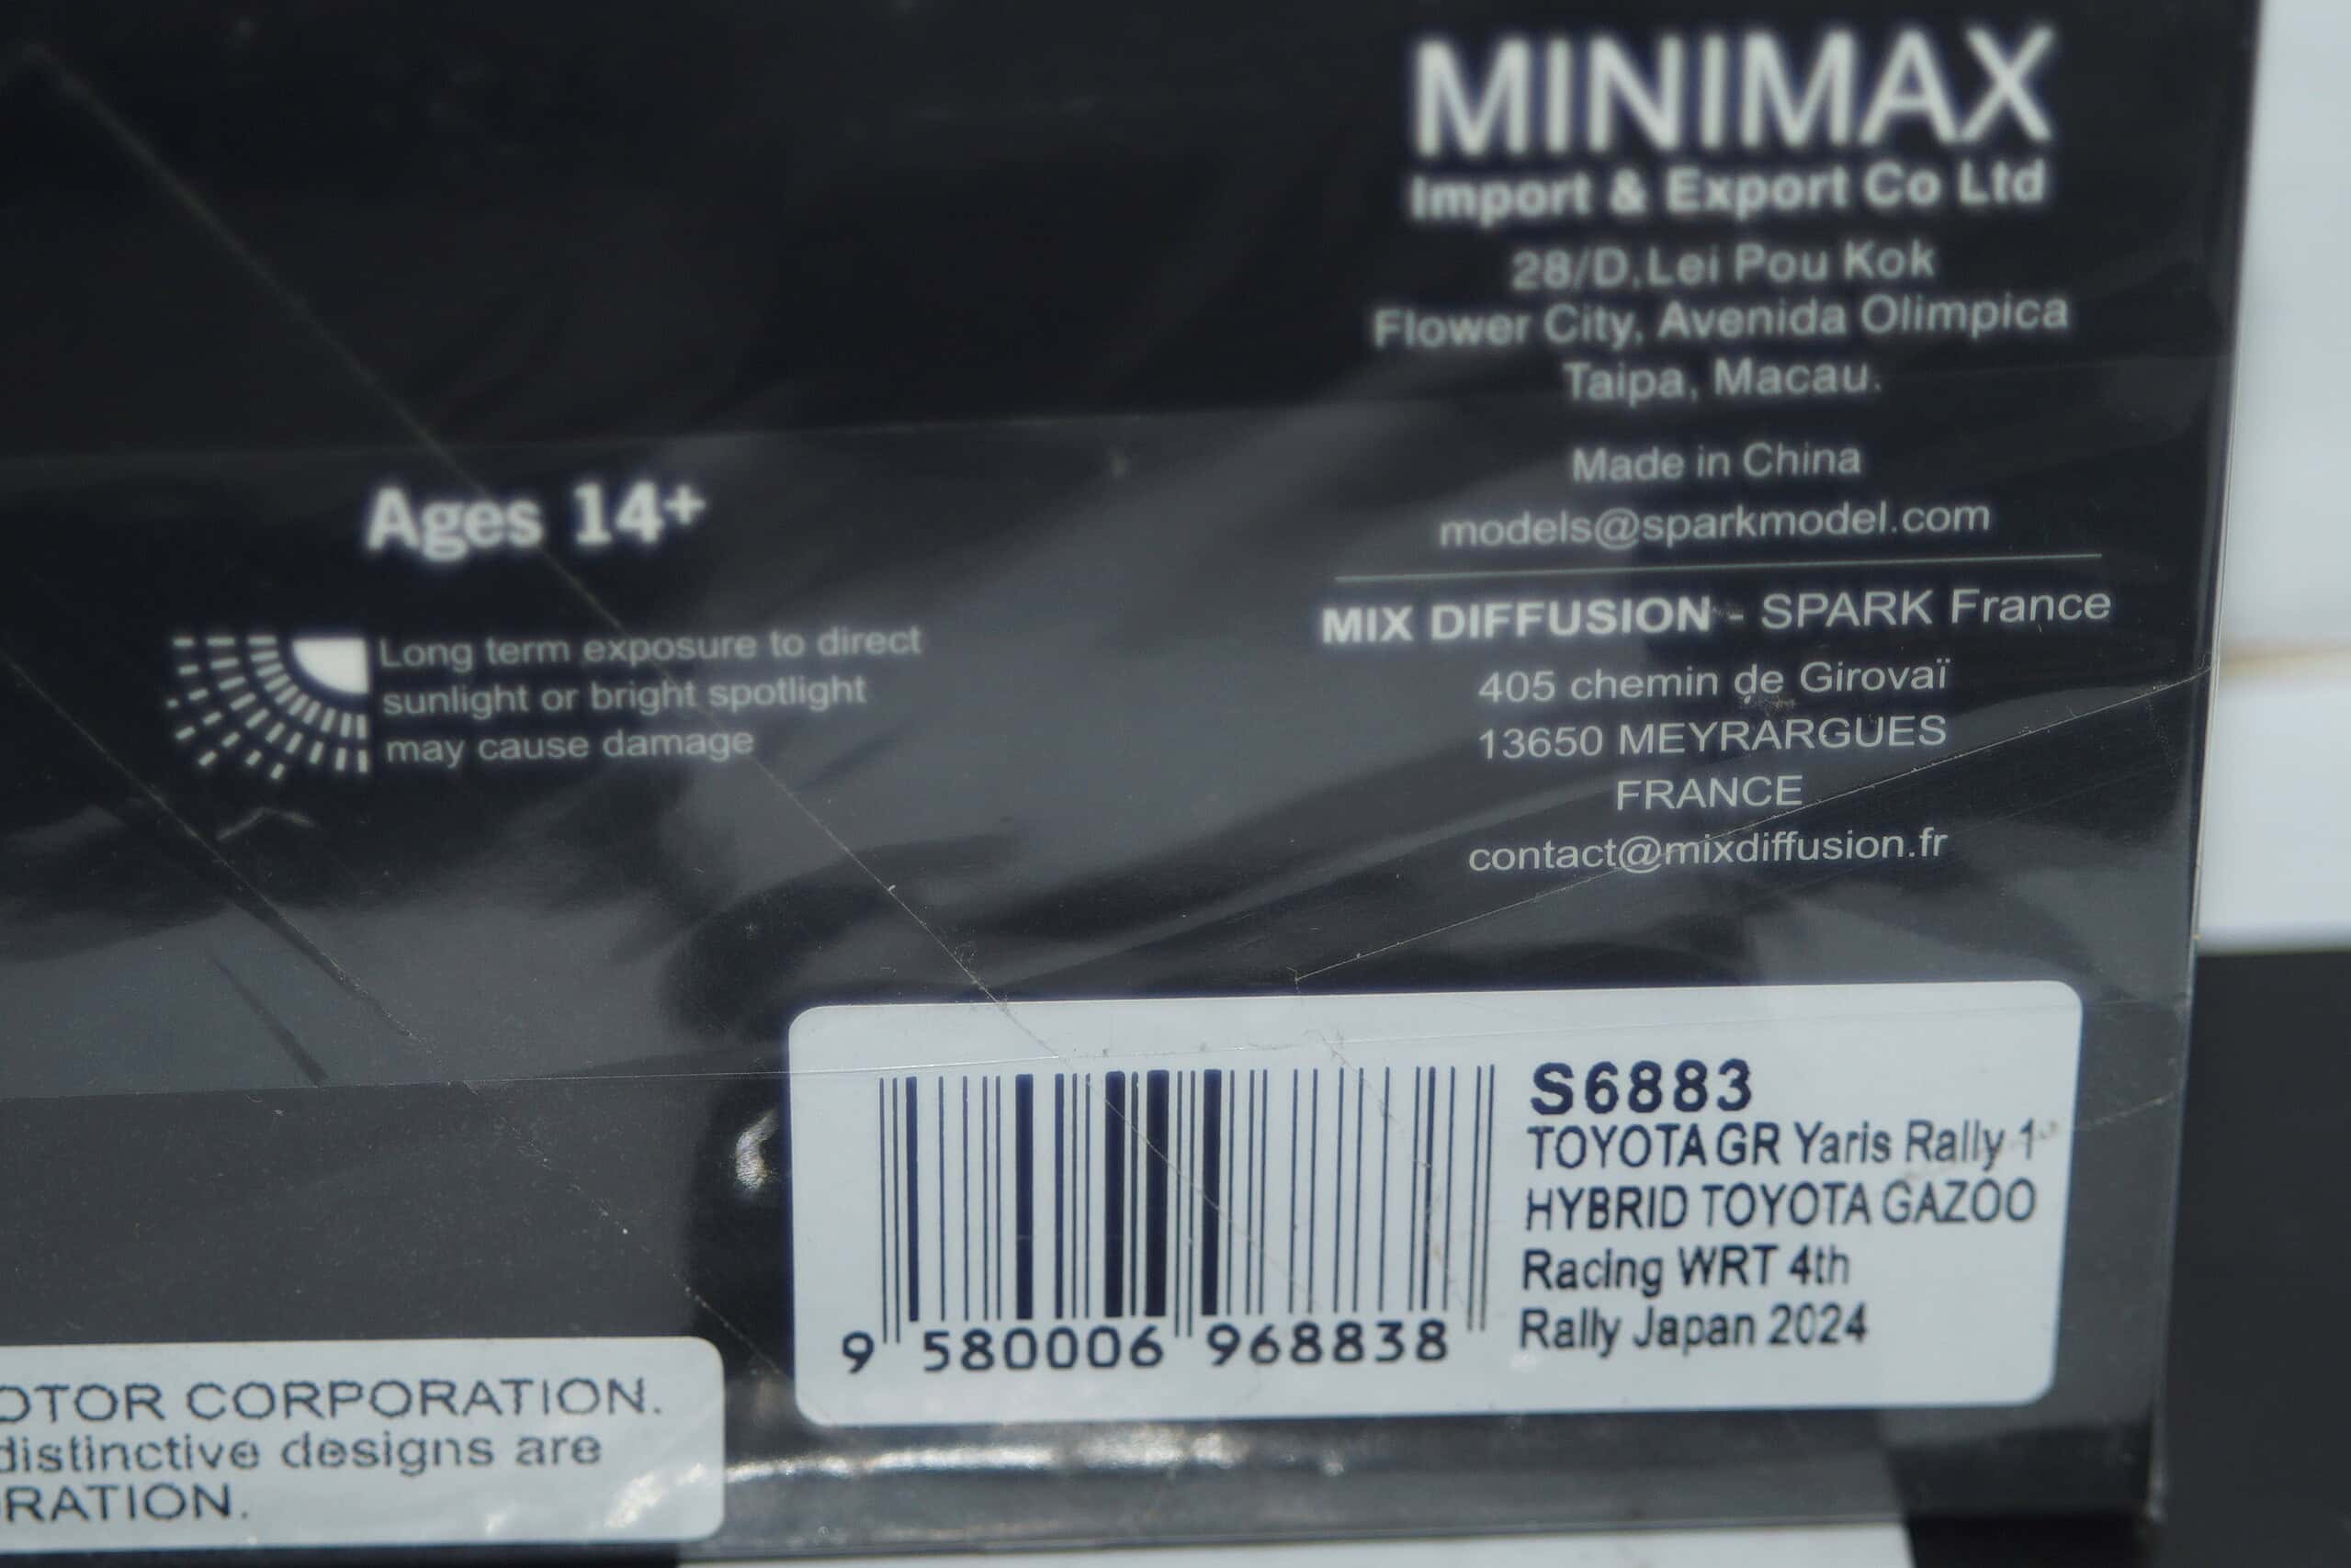 MINIMAX
Import & Export Co Ltd
28/D,Lei Pou Kok
Flower City, Avenida Olimpica
Taipa, Macau.
Made in China
models@sparkmodel.com
MIX DIFFUSION - SPARK France
405 chemin de Girovaï
13650 MEYRARGUES
FRANCE
contact@mixdiffusion.fr
Ages 14+
Long term exposure to direct
sunlight or bright spotlight
may cause damage
S6883
TOYOTA GR Yaris Rally 1
HYBRID TOYOTA GAZOO
Racing WRT 4th
Rally Japan 2024
9 580006 968838
OTOR CORPORATION.
distinctive designs are
RATION.